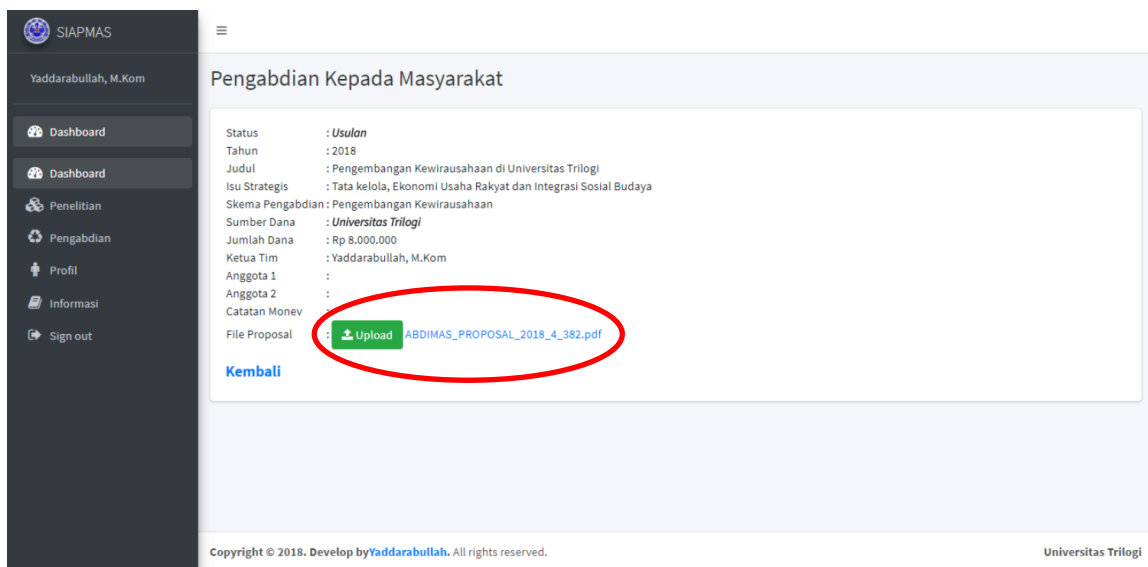 SIAPMAS
Yaddarabullah, M.Kom
Dashboard
Dashboard
Penelitian
Pengabdian
Profil
Informasi
Sign out
Pengabdian Kepada Masyarakat
Status : Usulan
Tahun : 2018
Judul : Pengembangan Kewirausahaan di Universitas Trilogi
Isu Strategis : Tata kelola, Ekonomi Usaha Rakyat dan Integrasi Sosial Budaya
Skema Pengabdian : Pengembangan Kewirausahaan
Sumber Dana : Universitas Trilogi
Jumlah Dana : Rp 8.000.000
Ketua Tim : Yaddarabullah, M.Kom
Anggota 1 :
Anggota 2 :
Catatan Monev :
File Proposal : Upload ABDIMAS_PROPOSAL_2018_4_382.pdf
Kembali
Copyright © 2018. Develop byYaddarabullah. All rights reserved. Universitas Trilogi